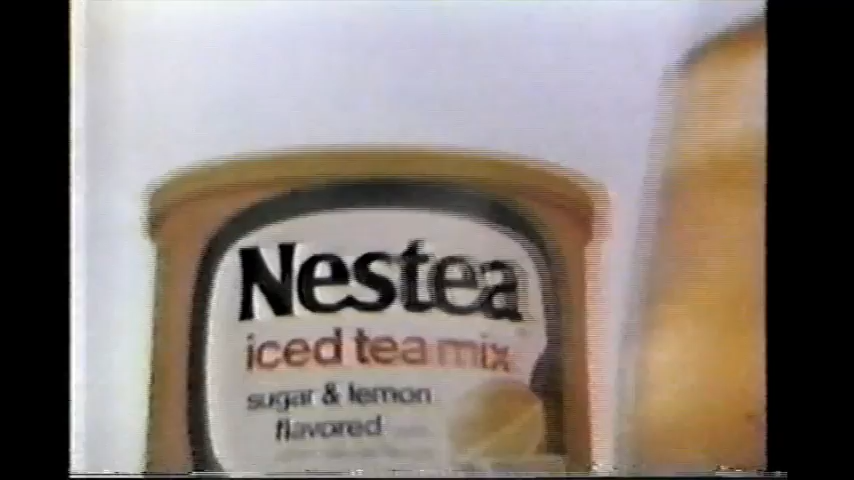 Nestea
iced tea mix
sugar & lemon
flavored